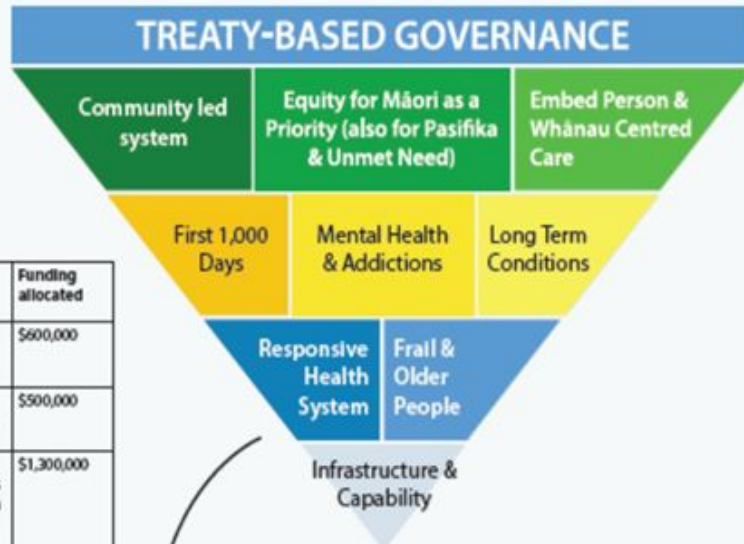 TREATY-BASED GOVERNANCE
Community led
system
Equity for Māori as a
Priority (also for Pasifika
& Unmet Need)
Embed Person &
Whānau Centred
Care
First 1,000
Days
Mental Health
& Addictions
Long Term
Conditions
Responsive
Health
System
Frail &
Older
People
Infrastructure &
Capability
Funding
allocated
$600,000
$500,000
$1,300,000